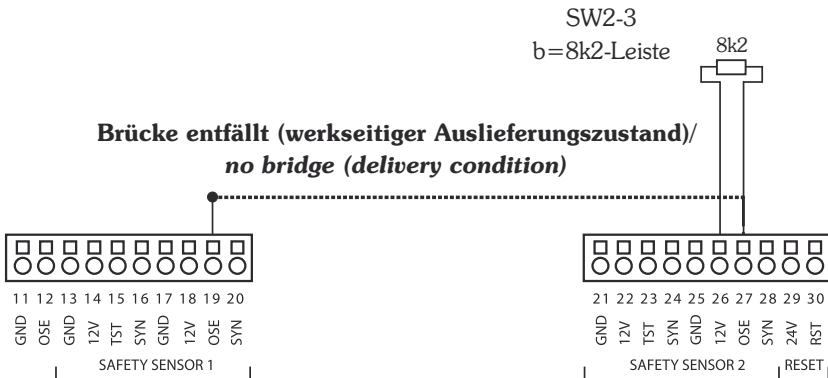 SW2-3
b=8k2-Leiste
8k2
Brücke entfällt (werkseitiger Auslieferungszustand)/
no bridge (delivery condition)
11 12 13 14 15 16 17 18 19 20
GND OSE GND 12V TST SYN GND 12V OSE SYN
SAFETY SENSOR 1
21 22 23 24 25 26 27 28 29 30
GND 12V TST SYN GND 12V OSE SYN 24V RST
SAFETY SENSOR 2 RESET